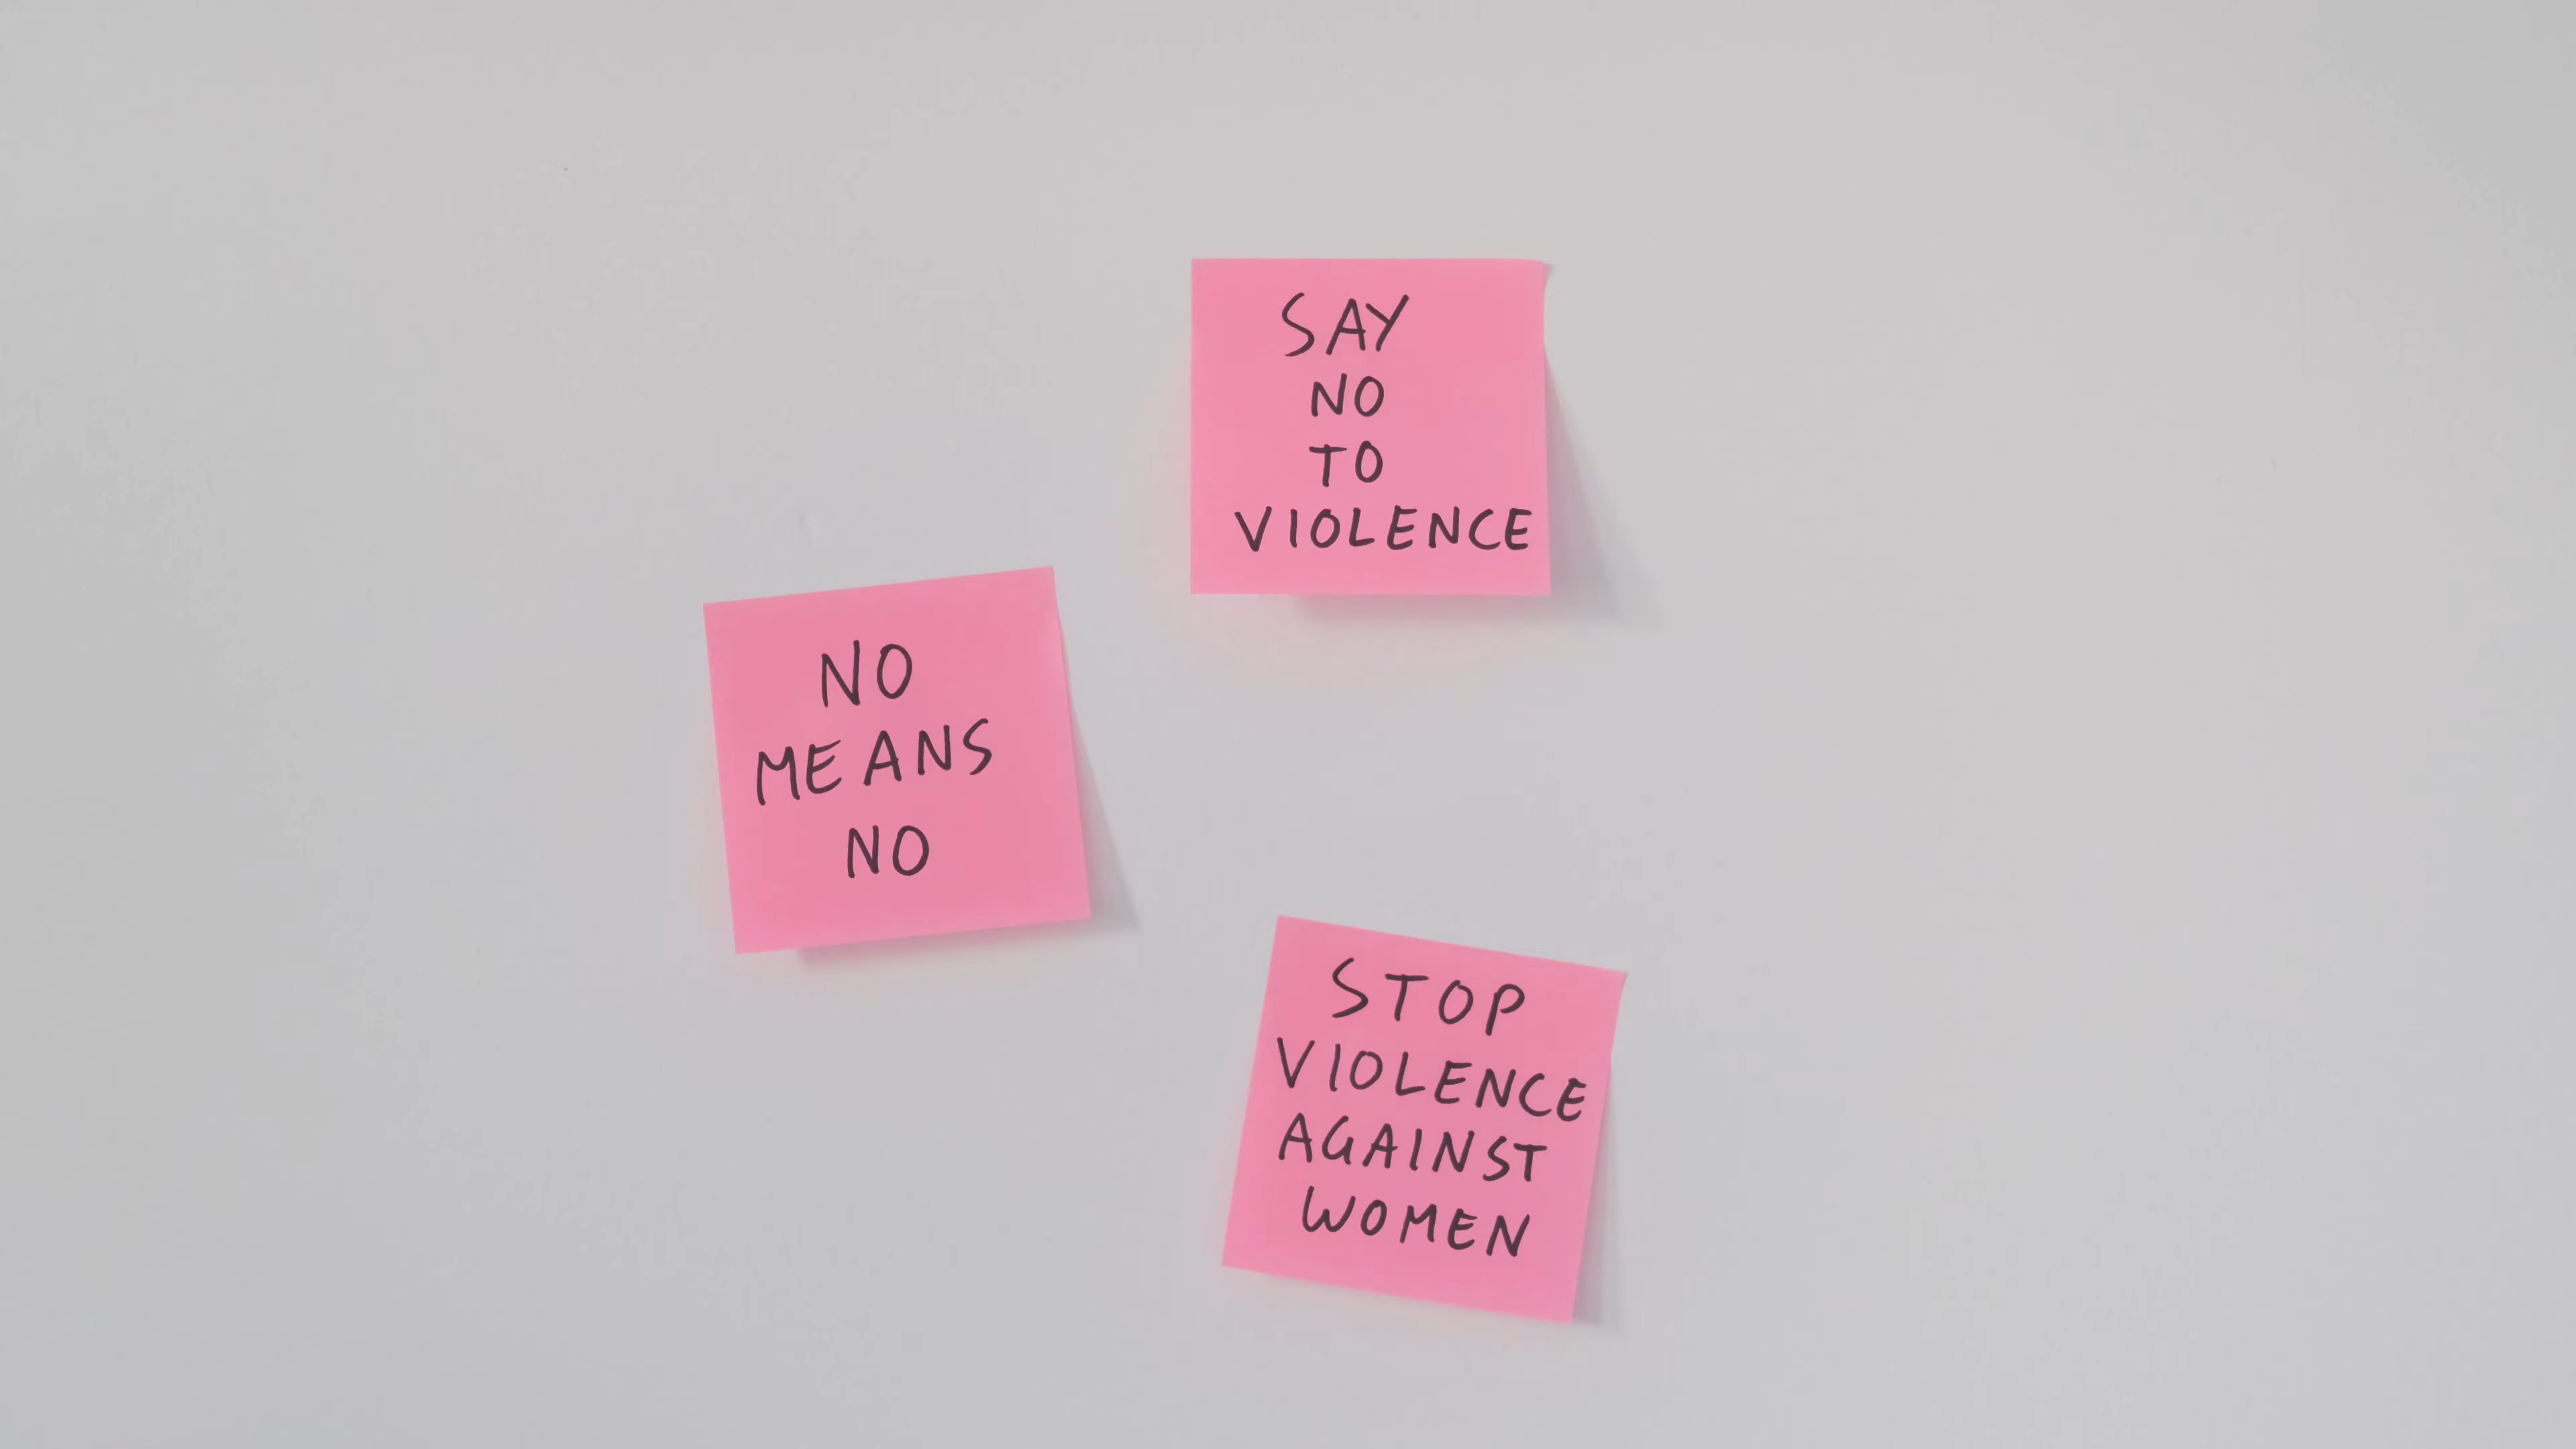 SAY
NO
TO
VIOLENCE
NO
MEANS
NO
STOP
VIOLENCE
AGAINST
WOMEN